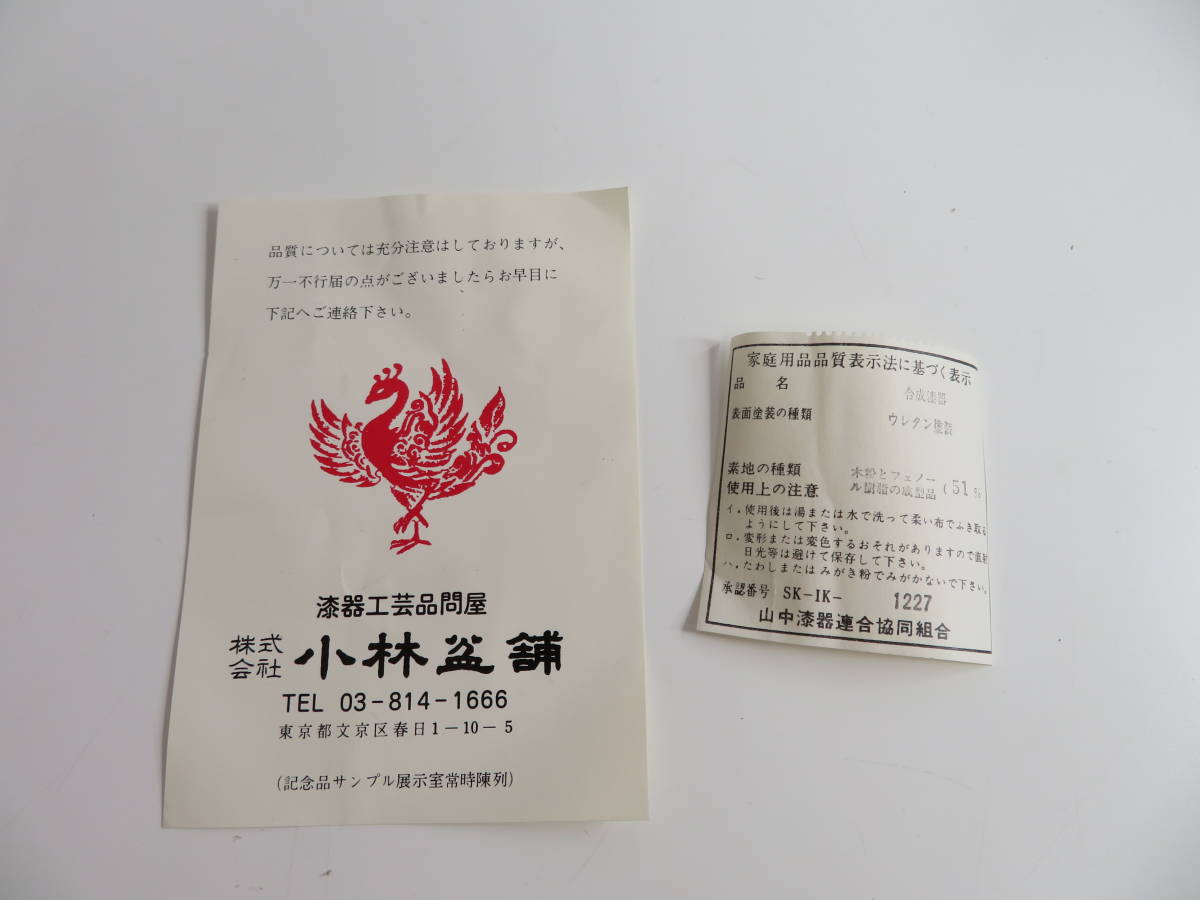 品質については充分注意はしておりますが、
万一不行届の点がございましたらお早目に
下記へご連絡下さい。
漆器工芸品問屋
株式会社 小林盆舗
TEL 03-814-1666
東京都文京区春日1-10-5
(記念品サンプル展示室常時陳列)
家庭用品品質表示法に基づく表示
品名 合成漆器
表面塗装の種類 ウレタン塗装
素地の種類 木粉とフェノー
使用上の注意 ル樹脂の成型品 (51%
イ.使用後は湯または水で洗って柔い布でふき取る
ようにして下さい。
ロ.変形または変色するおそれがありますので直射
日光等は避けて保存して下さい。
ハ.たわしまたはみがき粉でみがかないで下さい。
承認番号 SK-IK- 1227
山中漆器連合協同組合